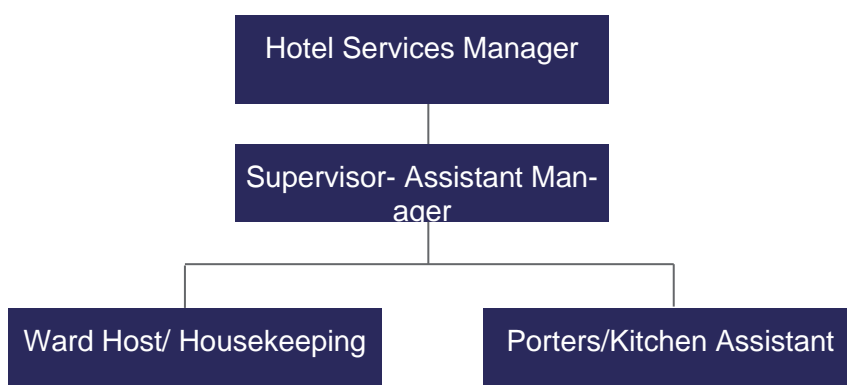 Hotel Services Manager
Supervisor- Assistant Man-
ager
Ward Host/ Housekeeping
Porters/Kitchen Assistant